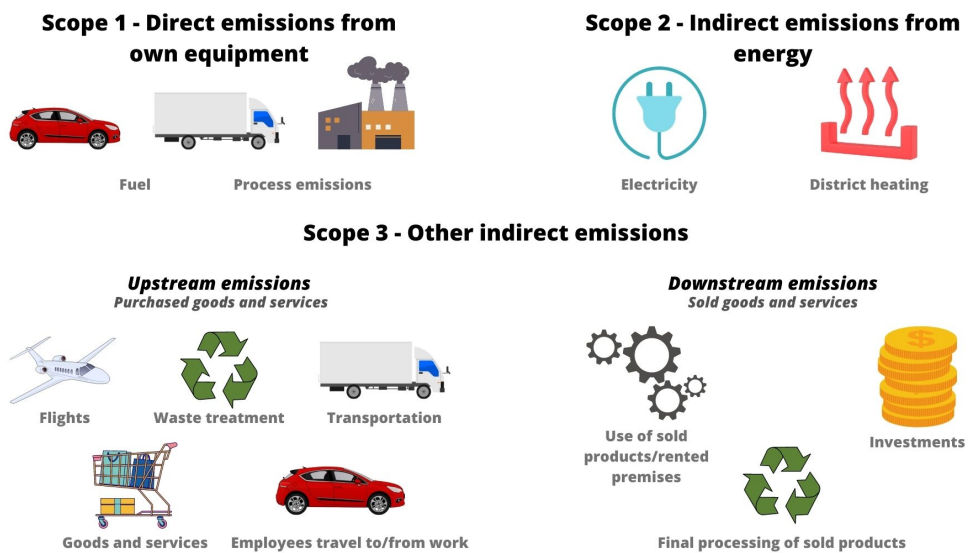 Scope 1 - Direct emissions from
own equipment
Fuel
Process emissions
Scope 2 - Indirect emissions from
energy
Electricity
District heating
Scope 3 - Other indirect emissions
Upstream emissions
Purchased goods and services
Flights
Waste treatment
Transportation
Goods and services
Employees travel to/from work
Downstream emissions
Sold goods and services
Use of sold
products/rented
premises
Investments
Final processing of sold products